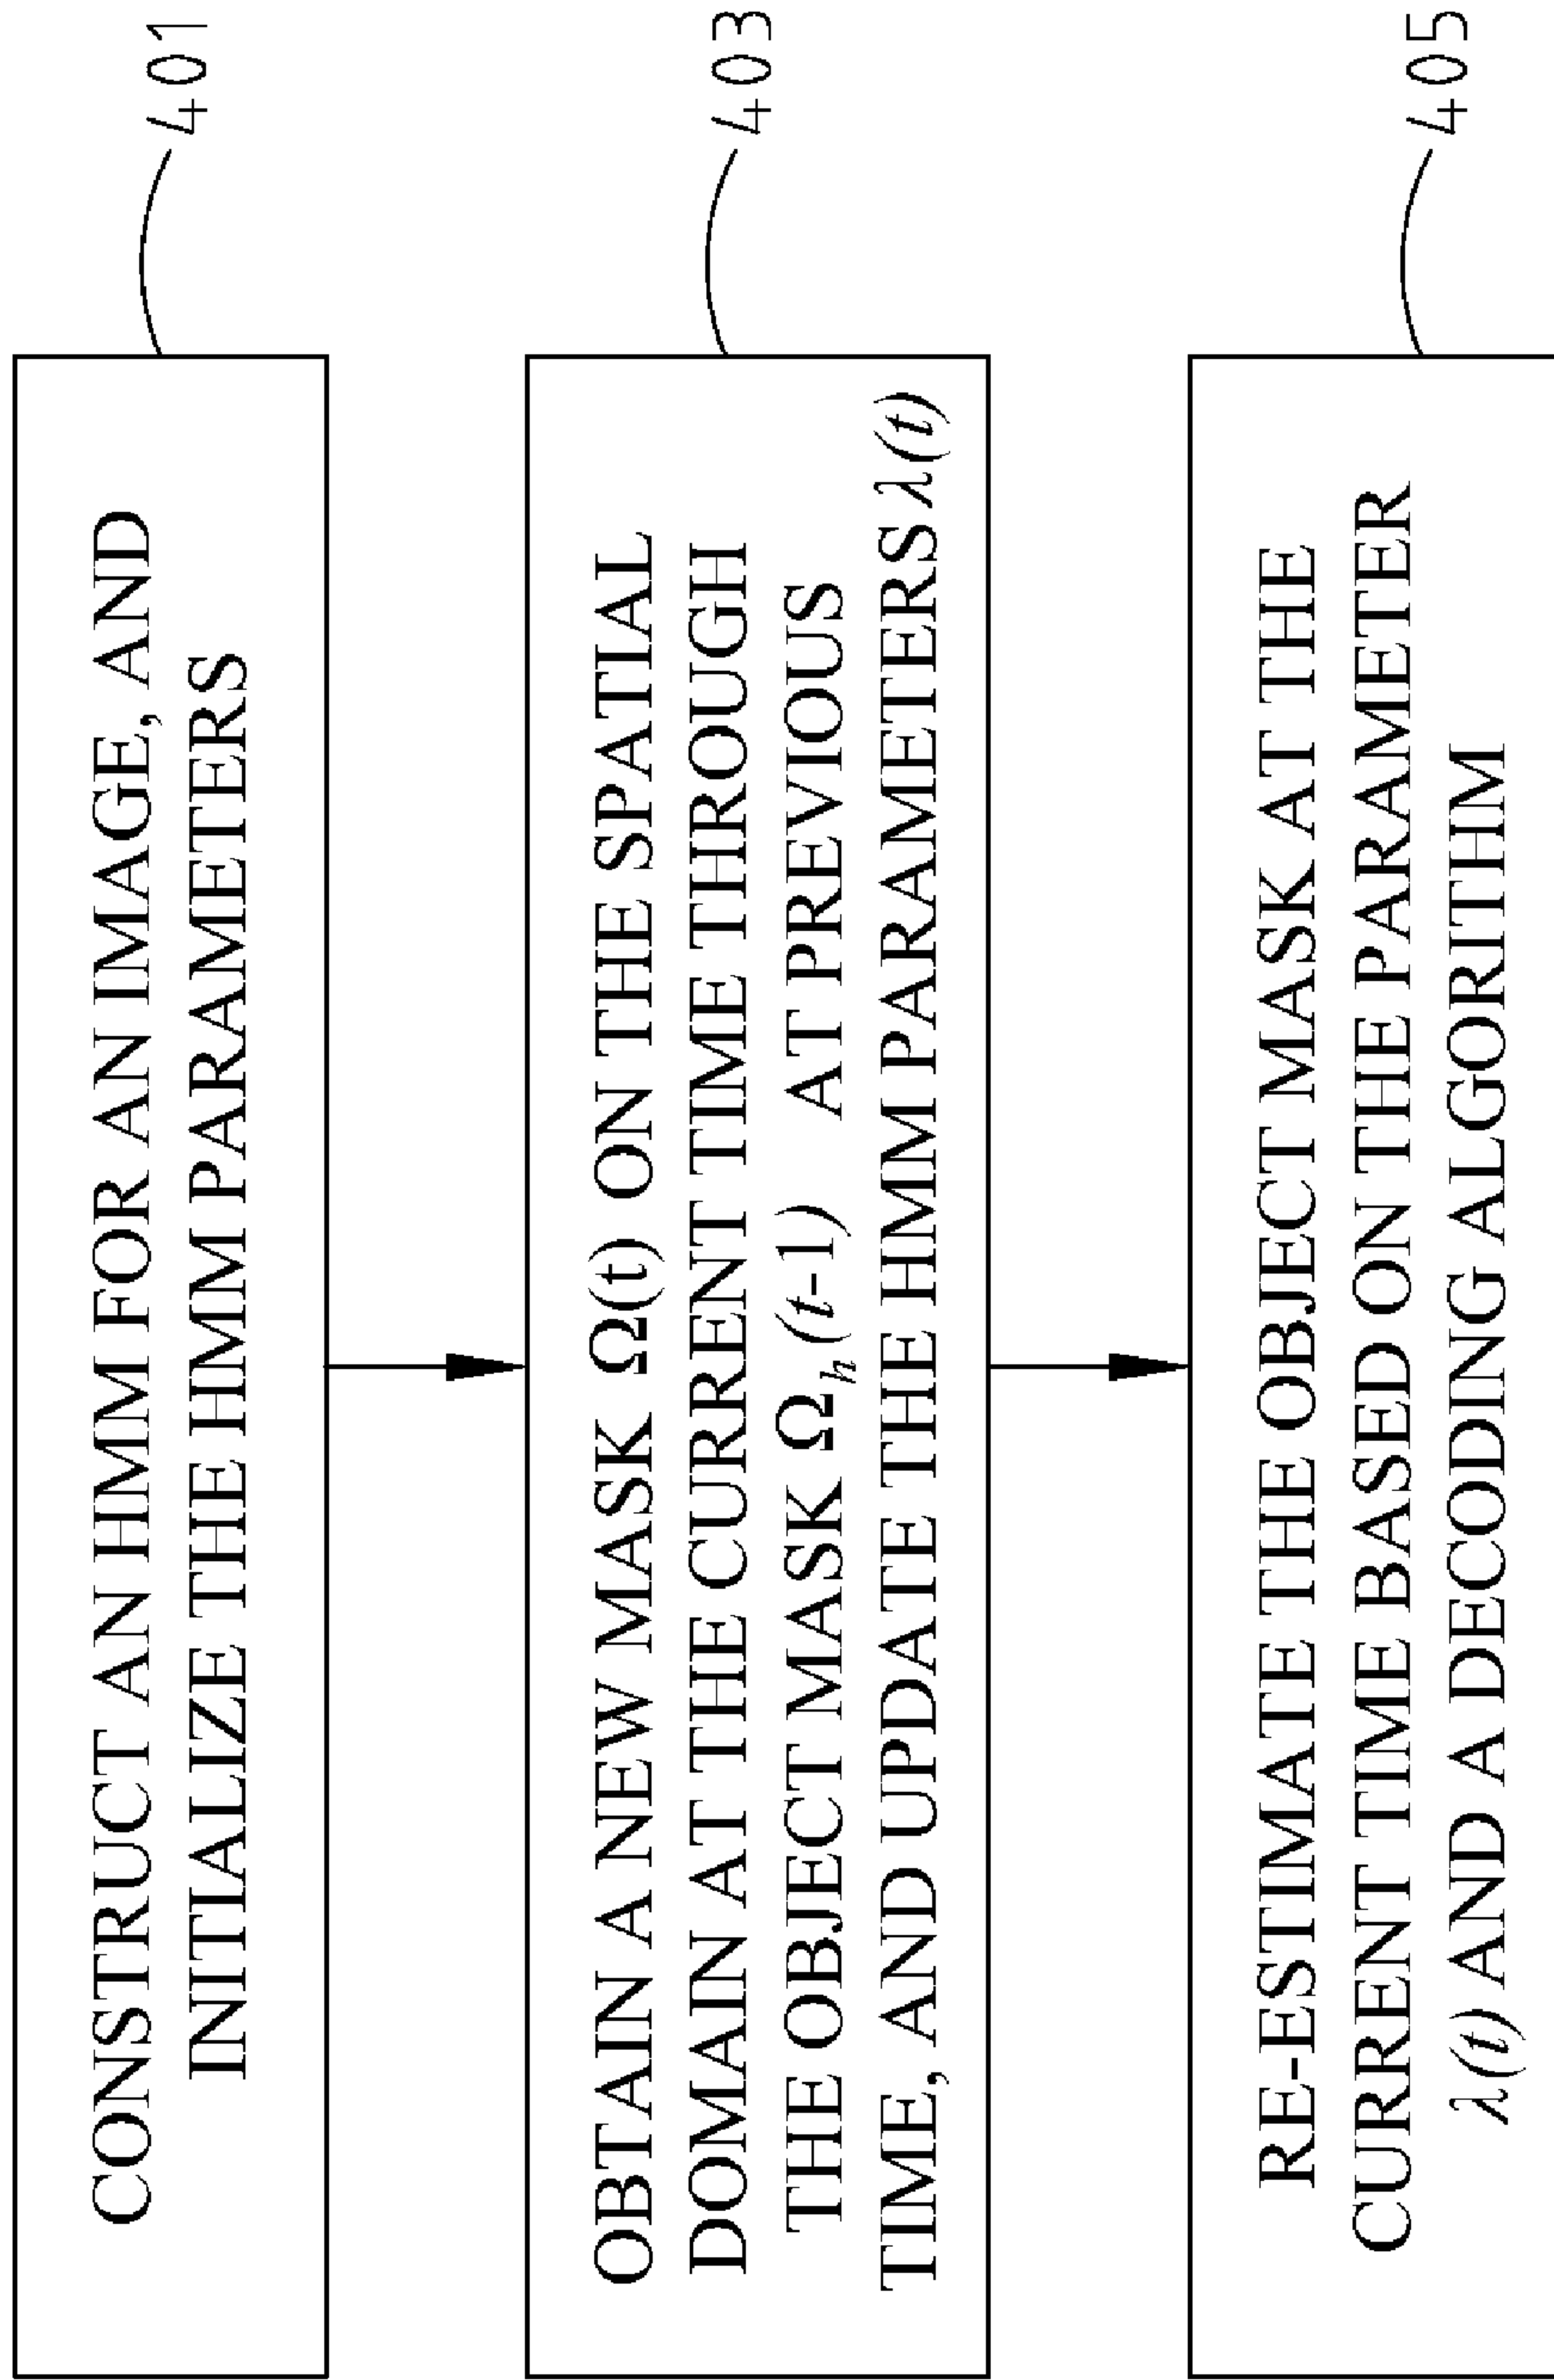 CONSTRUCT AN HMM FOR AN IMAGE, AND
INITIALIZE THE HMM PARAMETERS
401
OBTAIN A NEW MASK Ω(t) ON THE SPATIAL
DOMAIN AT THE CURRENT TIME THROUGH
THE OBJECT MASK Ωₕ(t-1) AT PREVIOUS
TIME, AND UPDATE THE HMM PARAMETERS λ(t)
403
RE-ESTIMATE THE OBJECT MASK AT THE
CURRENT TIME BASED ON THE PARAMETER
λ(t) AND A DECODING ALGORITHM
405